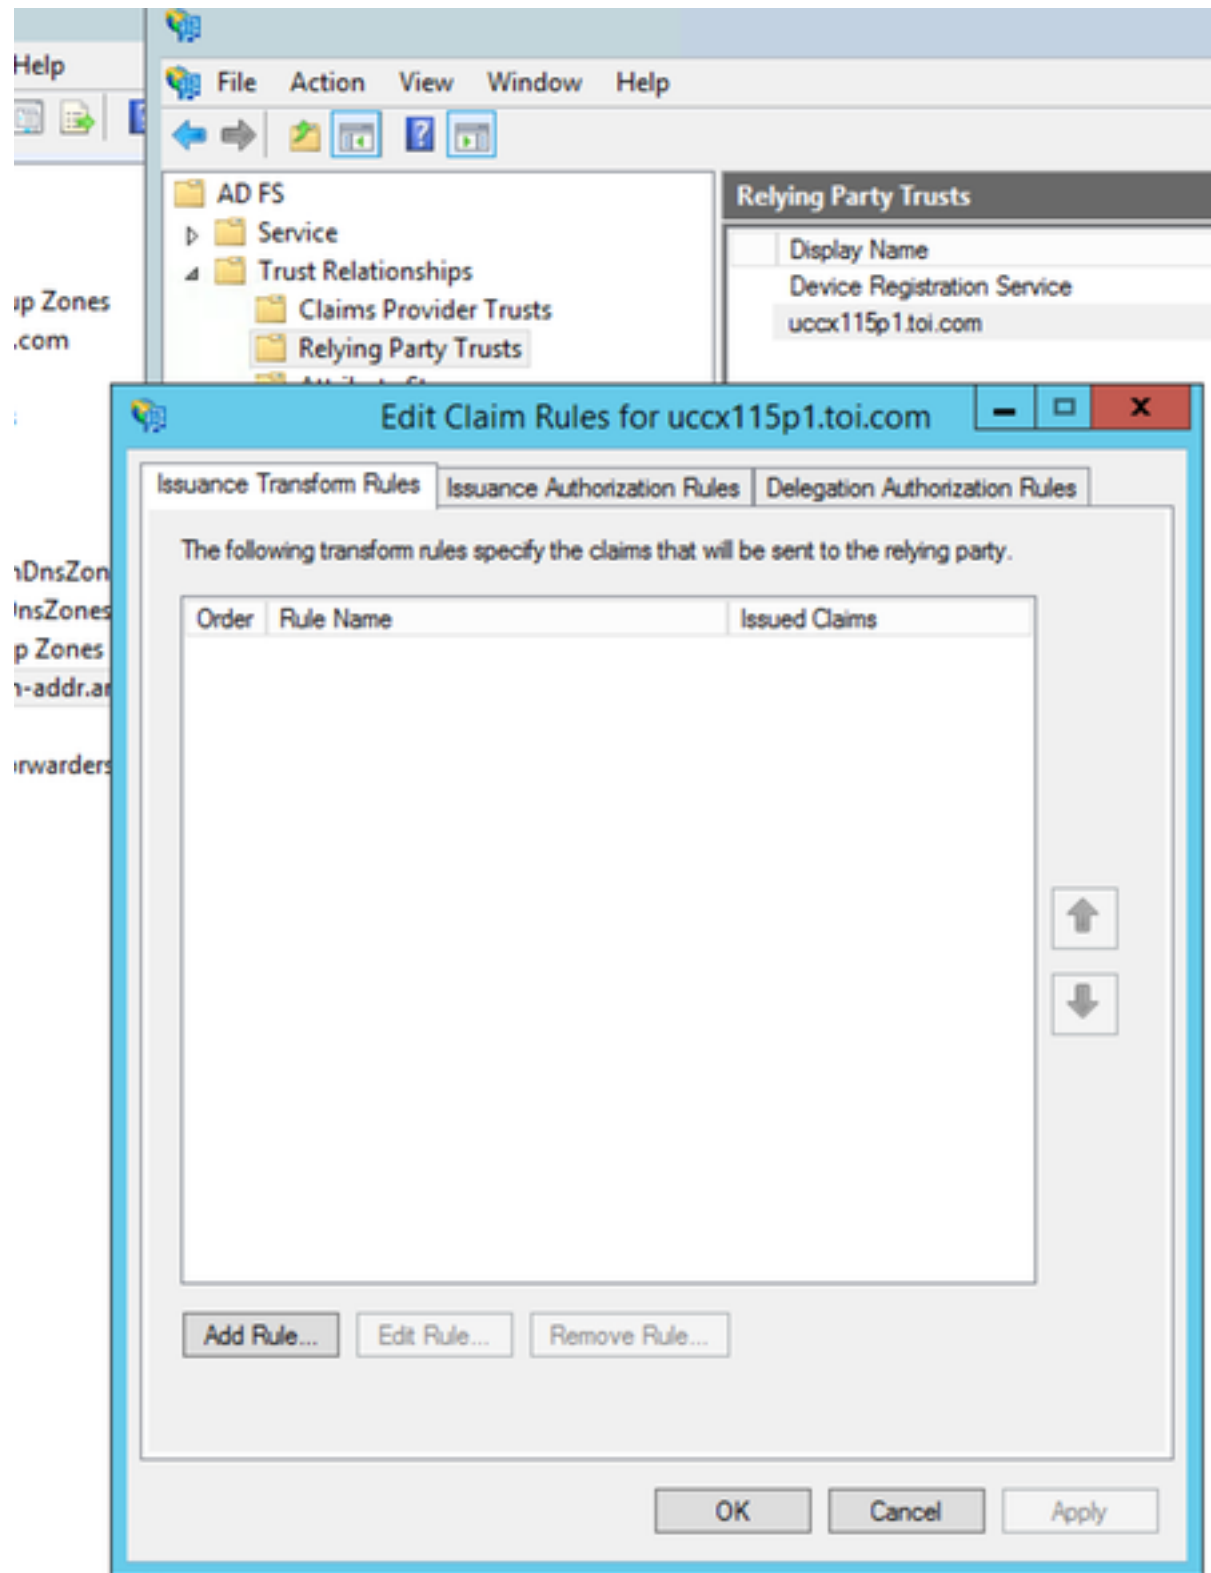 Help
File Action View Window Help
AD FS
Service
Trust Relationships
Claims Provider Trusts
Relying Party Trusts
Relying Party Trusts
Display Name
Device Registration Service
uccx115p1.toi.com
up Zones
.com
Edit Claim Rules for uccx115p1.toi.com
Issuance Transform Rules Issuance Authorization Rules Delegation Authorization Rules
The following transform rules specify the claims that will be sent to the relying party.
Order Rule Name Issued Claims
nDnsZon
DnsZones
p Zones
n-addr.ar
orwarders
Add Rule... Edit Rule... Remove Rule...
OK Cancel Apply